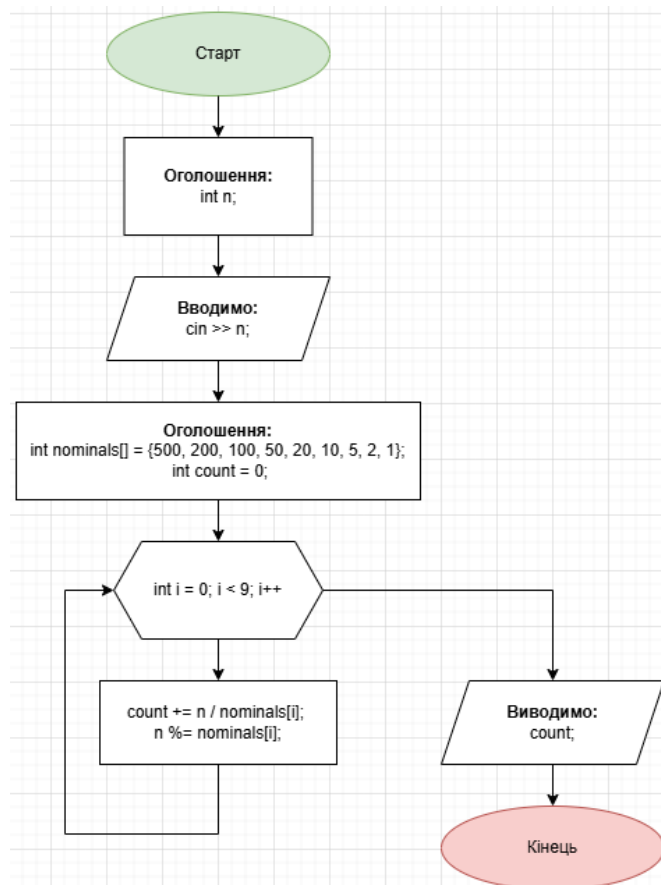 Старт
Оголошення:
int n;
Вводимо:
cin >> n;
Оголошення:
int nominals[] = {500, 200, 100, 50, 20, 10, 5, 2, 1};
int count = 0;
int i = 0; i < 9; i++
count += n / nominals[i];
n %= nominals[i];
Виводимо:
count;
Кінець